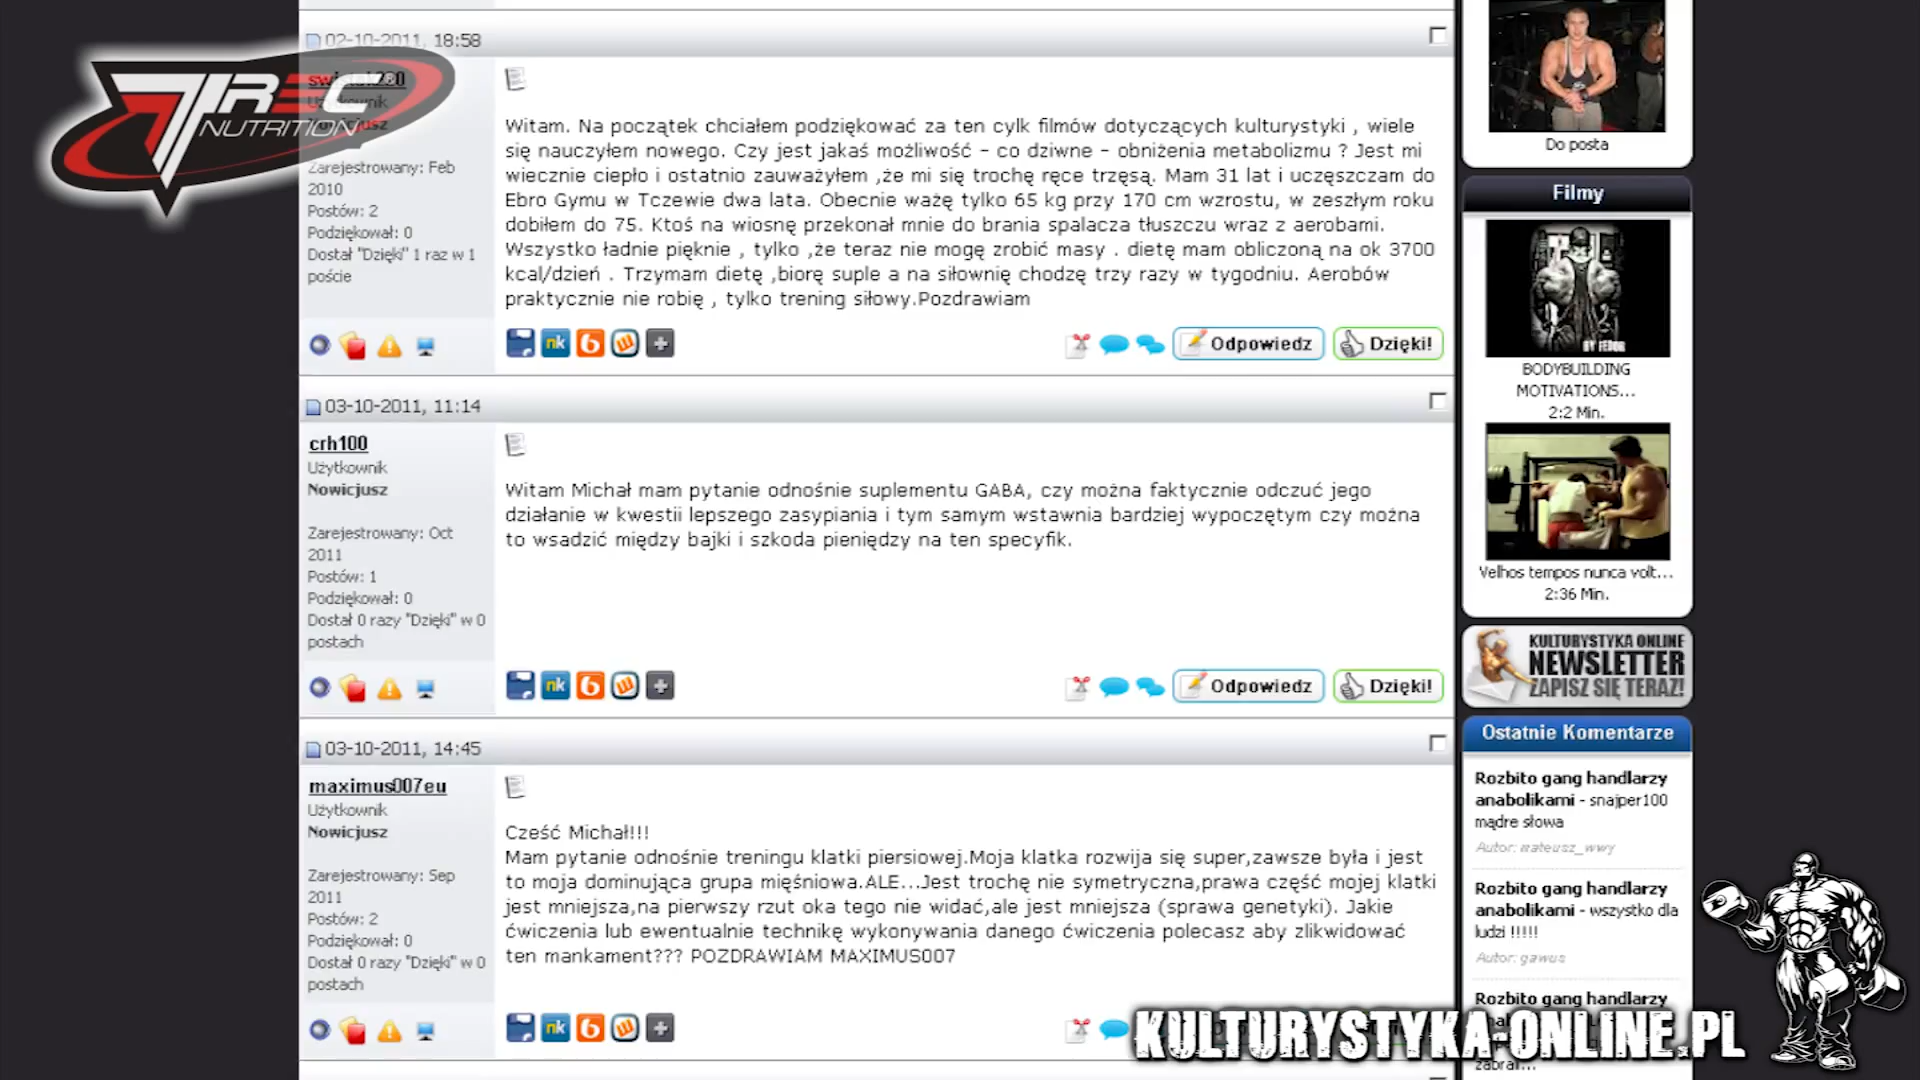 02-10-2011, 18:58
TREC
NUTRITION
Zarejestrowany: Feb
2010
Postów: 2
Podziękował: 0
Dostał "Dzięki" 1 raz w 1
poście
Witam. Na początek chciałem podziękować za ten cylk filmów dotyczących kulturystyki , wiele
się nauczyłem nowego. Czy jest jakaś możliwość - co dziwne - obniżenia metabolizmu ? Jest mi
wiecznie ciepło i ostatnio zauważyłem ,że mi się trochę ręce trzęsą. Mam 31 lat i uczęszczam do
Ebro Gymu w Tczewie dwa lata. Obecnie ważę tylko 65 kg przy 170 cm wzrostu, w zeszłym roku
dobiłem do 75. Ktoś na wiosnę przekonał mnie do brania spalacza tłuszczu wraz z aerobami.
Wszystko ładnie pięknie , tylko ,że teraz nie mogę zrobić masy . dietę mam obliczoną na ok 3700
kcal/dzień . Trzymam dietę ,biorę suple a na siłownię chodzę trzy razy w tygodniu. Aerobów
praktycznie nie robię , tylko trening siłowy.Pozdrawiam
nk
Odpowiedz
Dzięki!
03-10-2011, 11:14
crh100
Użytkownik
Nowicjusz
Zarejestrowany: Oct
2011
Postów: 1
Podziękował: 0
Dostał 0 razy "Dzięki" w 0
postach
Witam Michał mam pytanie odnośnie suplementu GABA, czy można faktycznie odczuć jego
działanie w kwestii lepszego zasypiania i tym samym wstawnia bardziej wypoczętym czy można
to wsadzić między bajki i szkoda pieniędzy na ten specyfik.
nk
Odpowiedz
Dzięki!
03-10-2011, 14:45
maximus007eu
Użytkownik
Nowicjusz
Zarejestrowany: Sep
2011
Postów: 2
Podziękował: 0
Dostał 0 razy "Dzięki" w 0
postach
Cześć Michał!!!
Mam pytanie odnośnie treningu klatki piersiowej.Moja klatka rozwija się super,zawsze była i jest
to moja dominująca grupa mięśniowa.ALE...Jest trochę nie symetryczna,prawa część mojej klatki
jest mniejsza,na pierwszy rzut oka tego nie widać,ale jest mniejsza (sprawa genetyki). Jakie
ćwiczenia lub ewentualnie technikę wykonywania danego ćwiczenia polecasz aby zlikwidować
ten mankament??? POZDRAWIAM MAXIMUS007
nk
Do posta
Filmy
BY FEDOR
BODYBUILDING
MOTIVATIONS...
2:2 Min.
Velhos tempos nunca volt...
2:36 Min.
KULTURYSTYKA ONLINE
NEWSLETTER
ZAPISZ SIĘ TERAZ!
Ostatnie Komentarze
Rozbito gang handlarzy
anabolikami - snajper100
mądre słowa
Autor: mateusz_wwy
Rozbito gang handlarzy
anabolikami - wszystko dla
ludzi !!!!!
Autor: gawus
Rozbito gang handlarzy
KULTURYSTYKA-ONLINE.PL